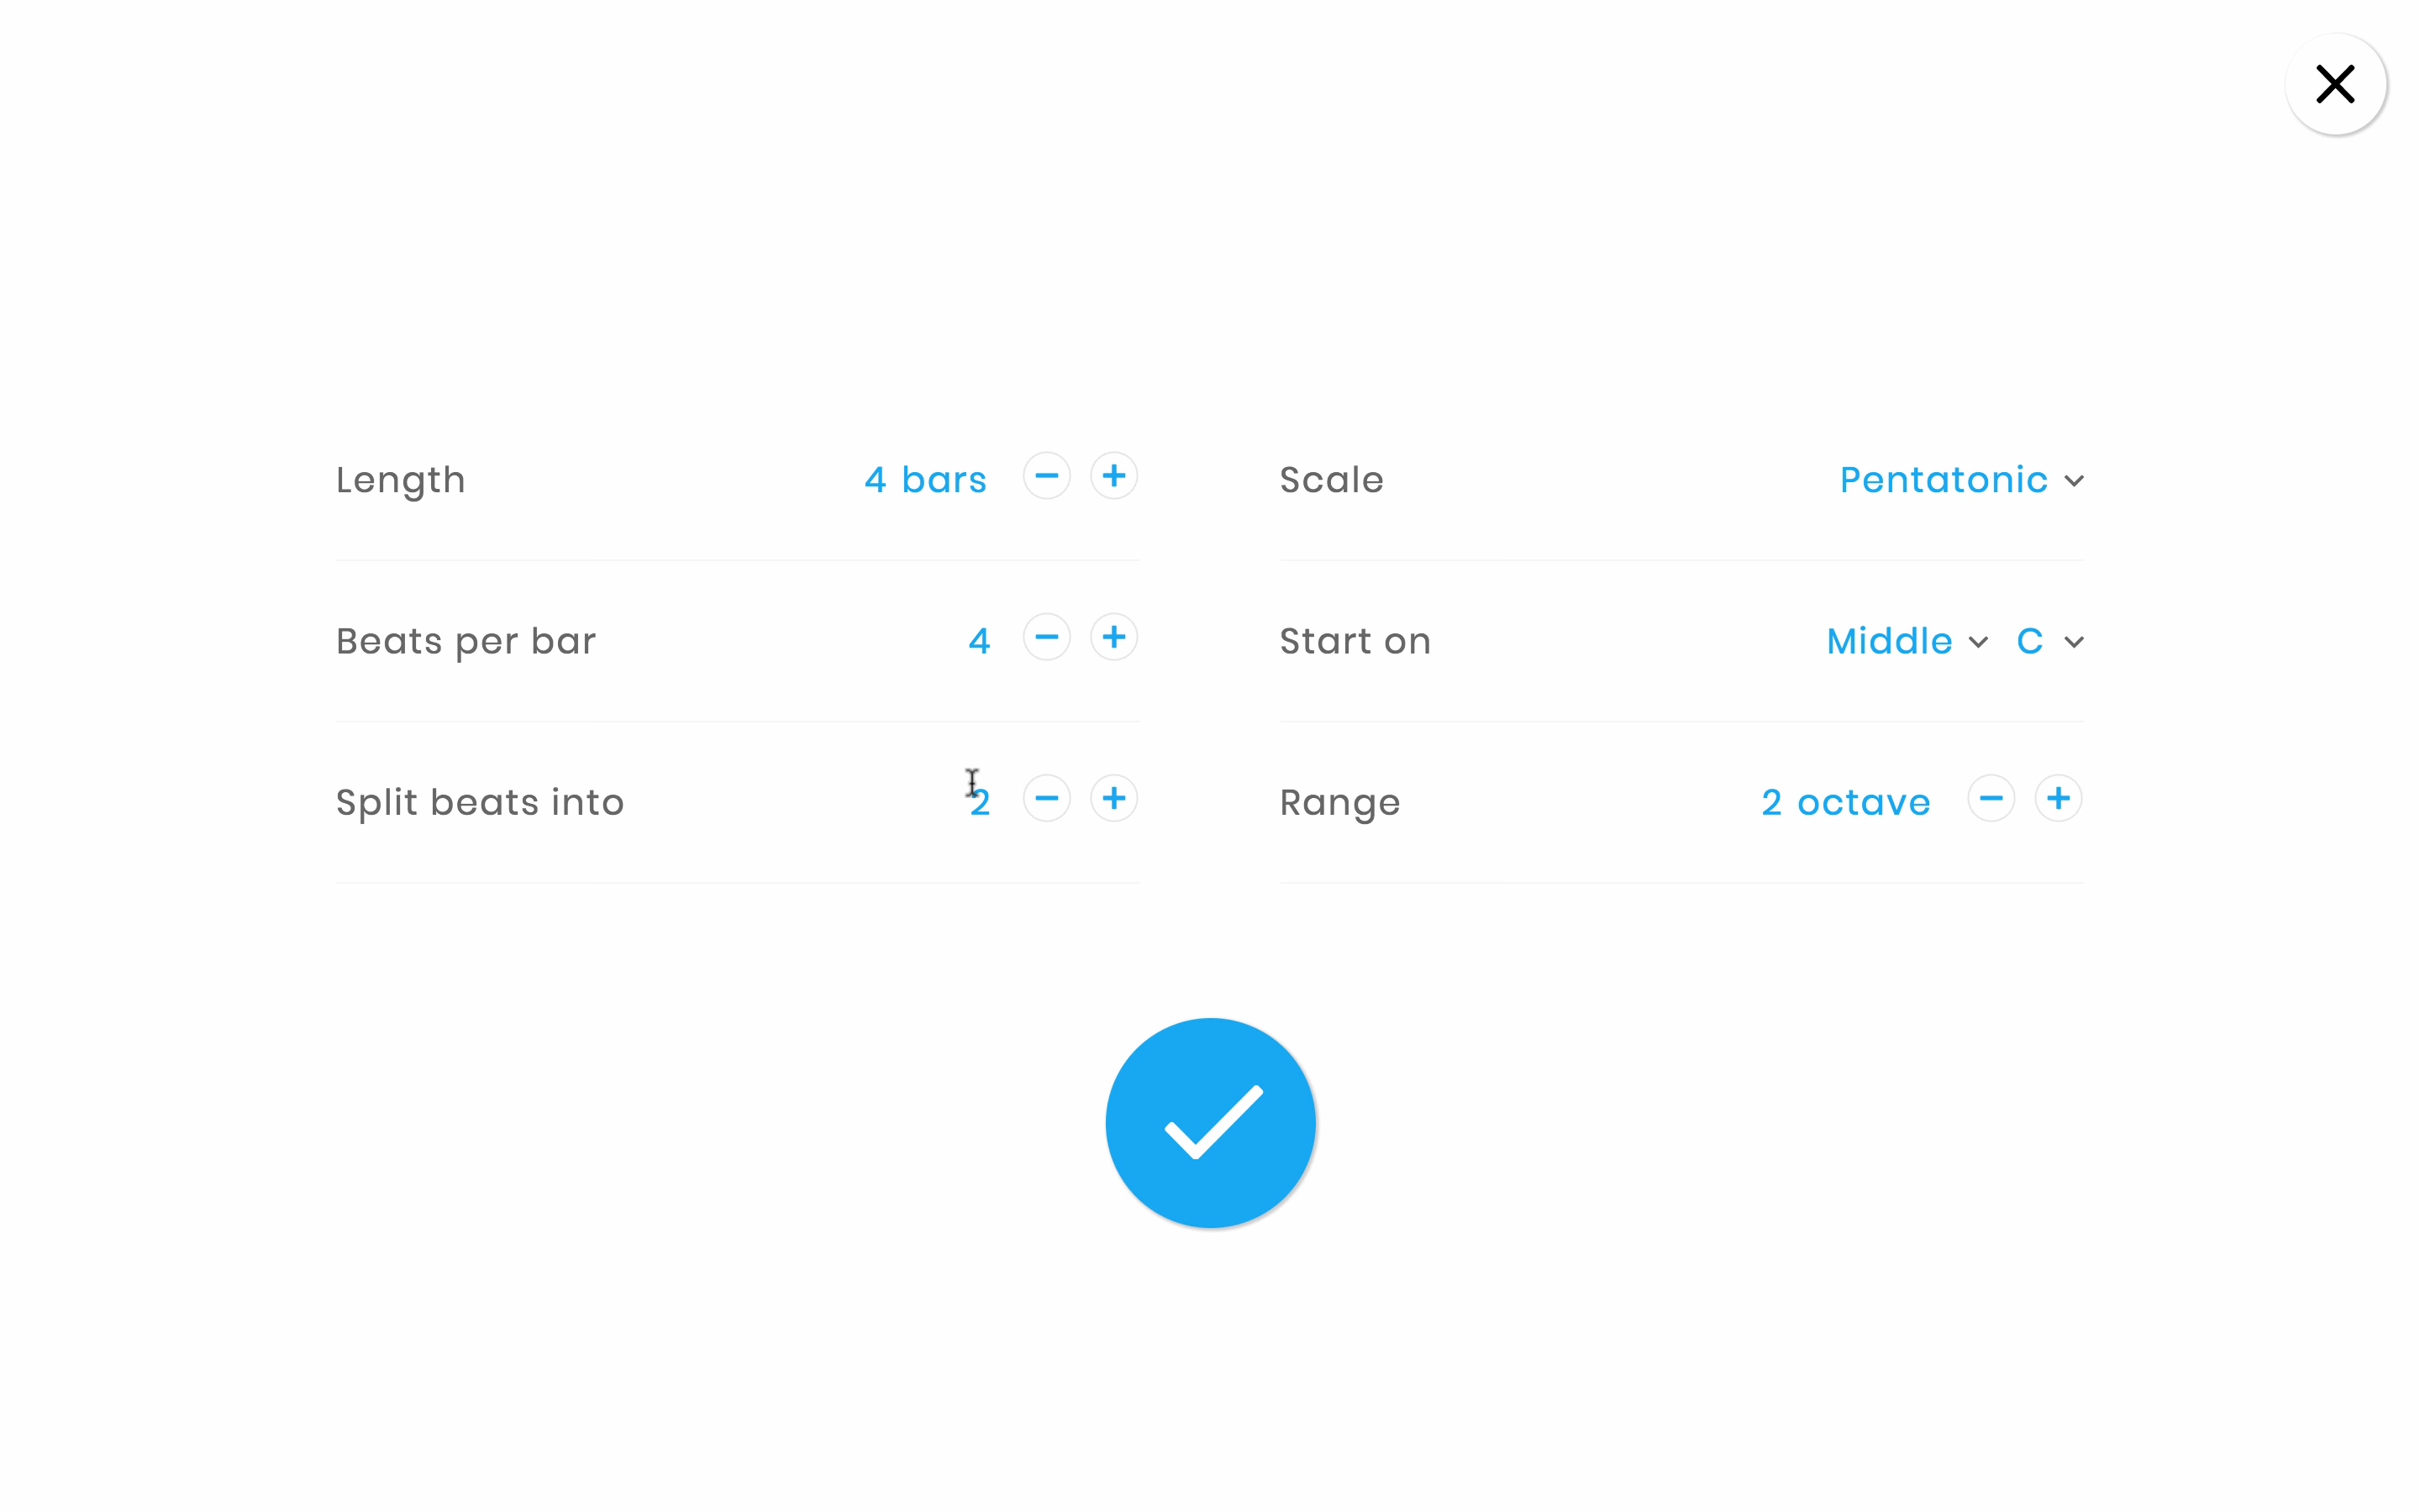 Length 4 bars
Beats per bar 4
Split beats into 2
Scale Pentatonic
Start on Middle C
Range 2 octave